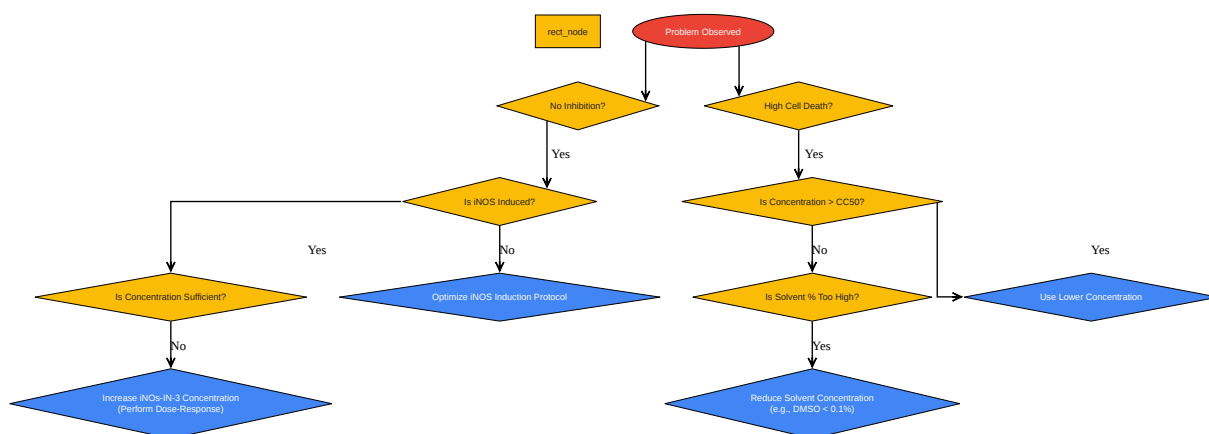 rect_node
Problem Observed
No Inhibition?
High Cell Death?
Yes
Yes
Is iNOS Induced?
Is Concentration > CC50?
Yes
No
No
Yes
Is Concentration Sufficient?
Optimize iNOS Induction Protocol
Is Solvent % Too High?
Use Lower Concentration
No
Yes
Increase iNOs-IN-3 Concentration
(Perform Dose-Response)
Reduce Solvent Concentration
(e.g., DMSO < 0.1%)